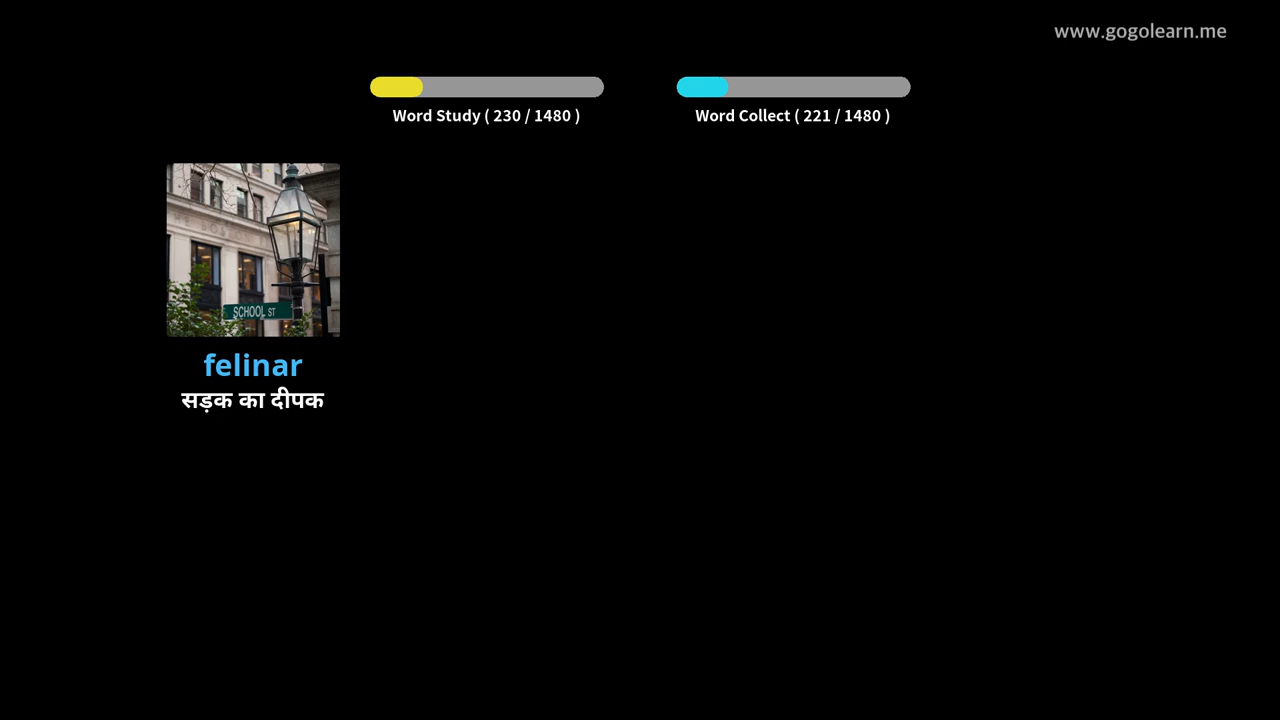 www.gogolearn.me
Word Study ( 230 / 1480 )
Word Collect ( 221 / 1480 )
SCHOOL ST
felinar
सड़क का दीपक